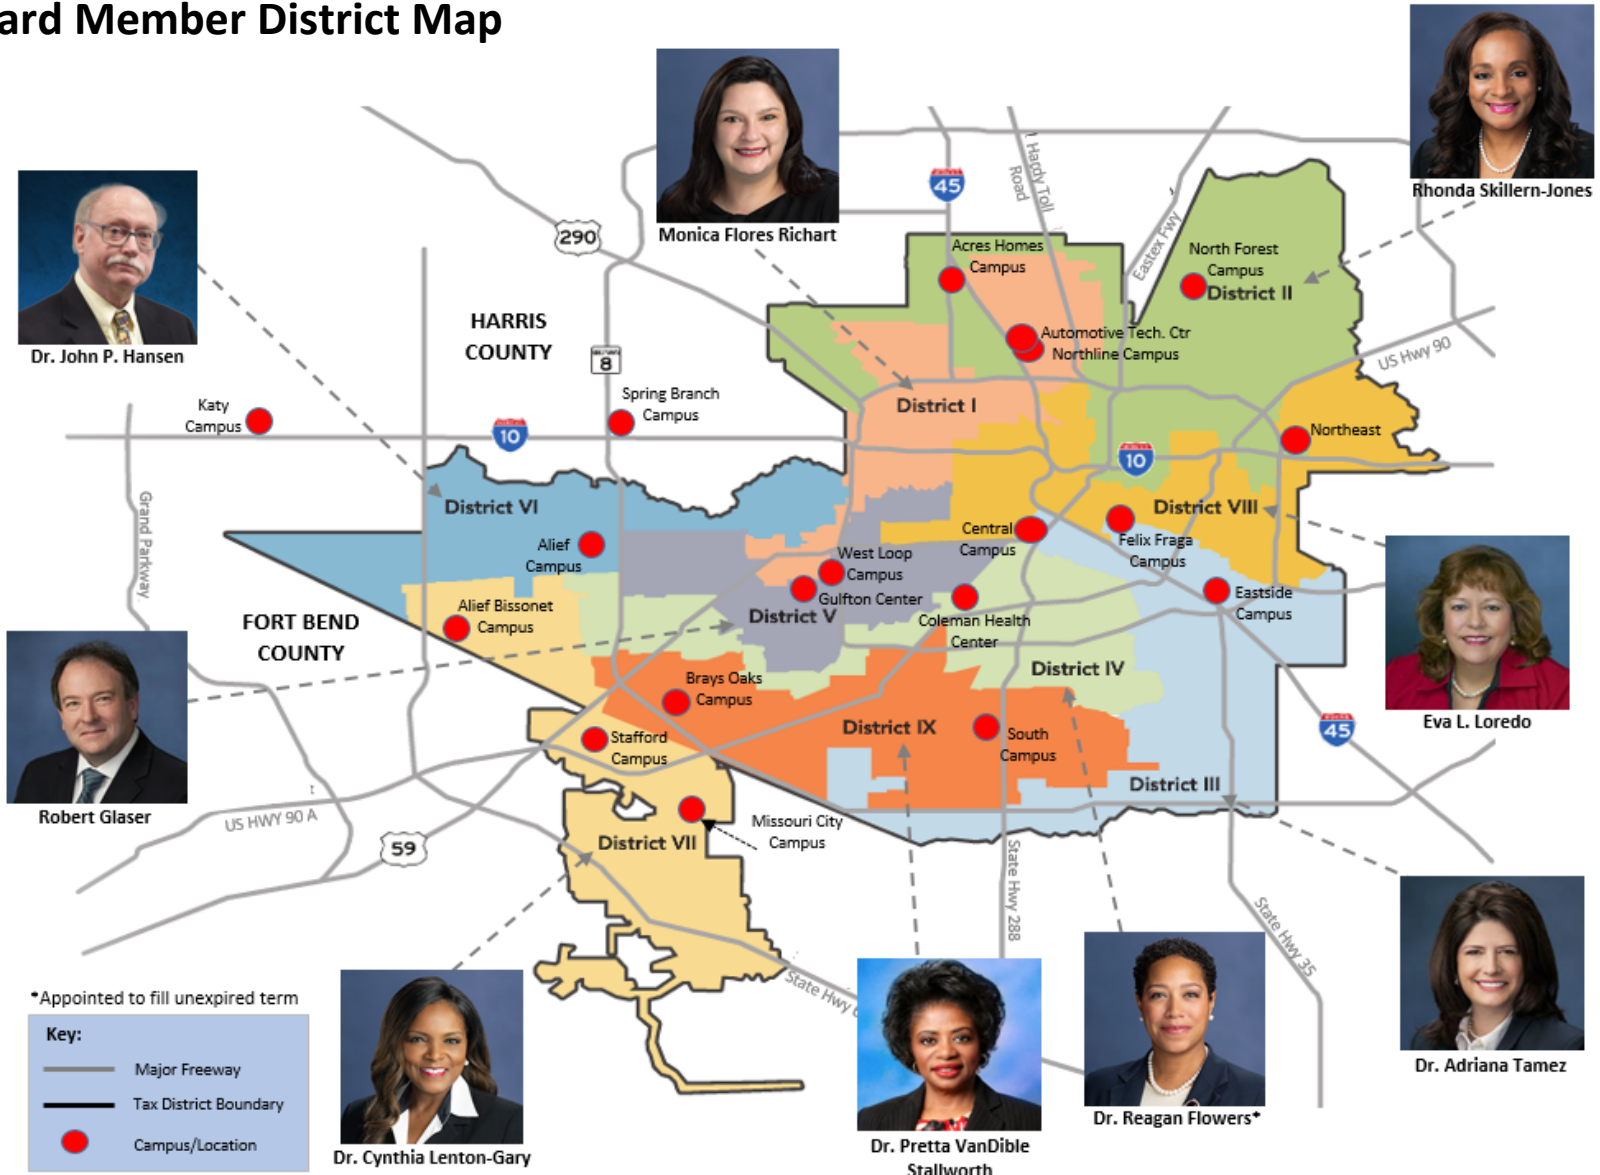 ard Member District Map
Rhonda Skillern-Jones
Monica Flores Richart
Dr. John P. Hansen
290
45
Hardy Toll
Road
Eastex Fwy
Acres Homes
Campus
North Forest
Campus
District II
HARRIS
COUNTY
8
Automotive Tech. Ctr
Northline Campus
US Hwy 90
Katy
Campus
Spring Branch
Campus
District I
10
Northeast
10
Grand Parkway
District VI
District VIII
Alief
Campus
Central
Campus
Felix Fraga
Campus
West Loop
Campus
Gulfton Center
District V
Eastside
Campus
Alief Bissonet
Campus
Coleman Health
Center
FORT BEND
COUNTY
District IV
Brays Oaks
Campus
District IX
South
Campus
Stafford
Campus
45
Eva L. Loredo
District III
Robert Glaser
US HWY 90 A
59
Missouri City
Campus
District VII
State Hwy 288
State Hwy 35
State Hwy
*Appointed to fill unexpired term
Key:
Major Freeway
Tax District Boundary
Campus/Location
Dr. Cynthia Lenton-Gary
Dr. Pretta VanDible
Stallworth
Dr. Reagan Flowers*
Dr. Adriana Tamez